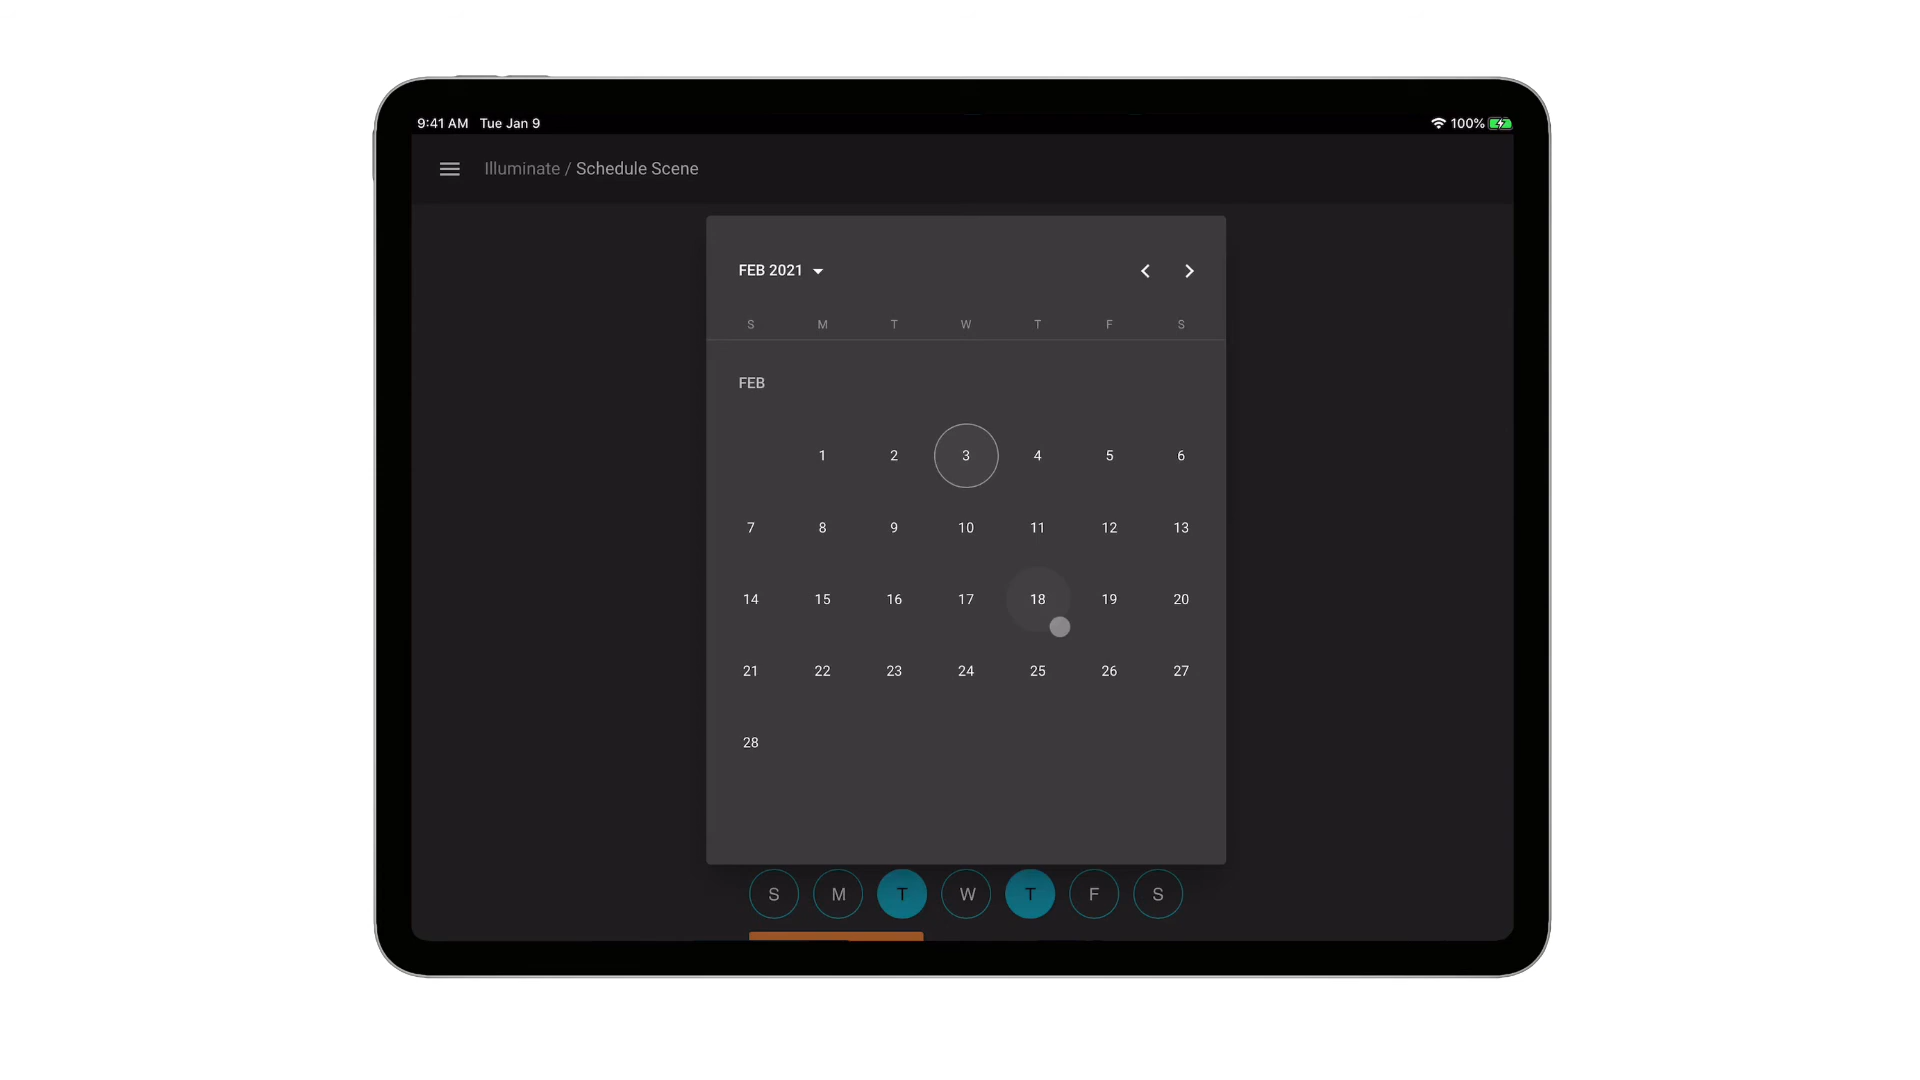 9:41 AM Tue Jan 9 100%
Illuminate / Schedule Scene
FEB 2021
S M T W T F S
FEB
1 2 3 4 5 6
7 8 9 10 11 12 13
14 15 16 17 18 19 20
21 22 23 24 25 26 27
28
S M T W T F S